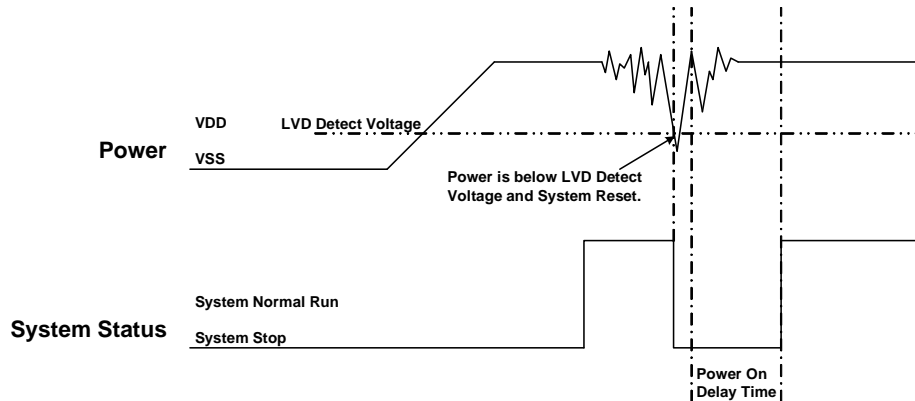 VDD
LVD Detect Voltage
Power
VSS
Power is below LVD Detect
Voltage and System Reset.
System Normal Run
System Status
System Stop
Power On
Delay Time